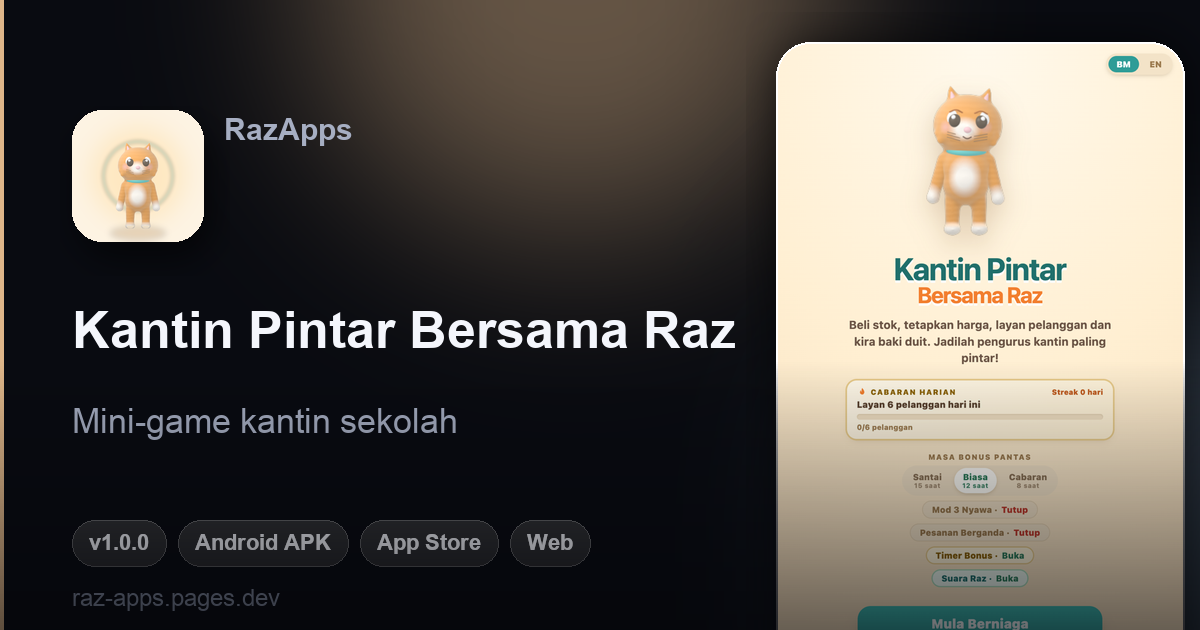 RazApps
Kantin Pintar Bersama Raz
Mini-game kantin sekolah
v1.0.0
Android APK
App Store
Web
raz-apps.pages.dev
BM
EN
Kantin Pintar
Bersama Raz
Beli stok, tetapkan harga, layan pelanggan dan
kira baki duit. Jadilah pengurus kantin paling
pintar!
CABARAN HARIAN
Streak 0 hari
Layan 6 pelanggan hari ini
0/6 pelanggan
MASA BONUS PANTAS
Santai
15 saat
Biasa
12 saat
Cabaran
8 saat
Mod 3 Nyawa · Tutup
Pesanan Berganda · Tutup
Timer Bonus · Buka
Suara Raz · Buka
Mula Berniaga